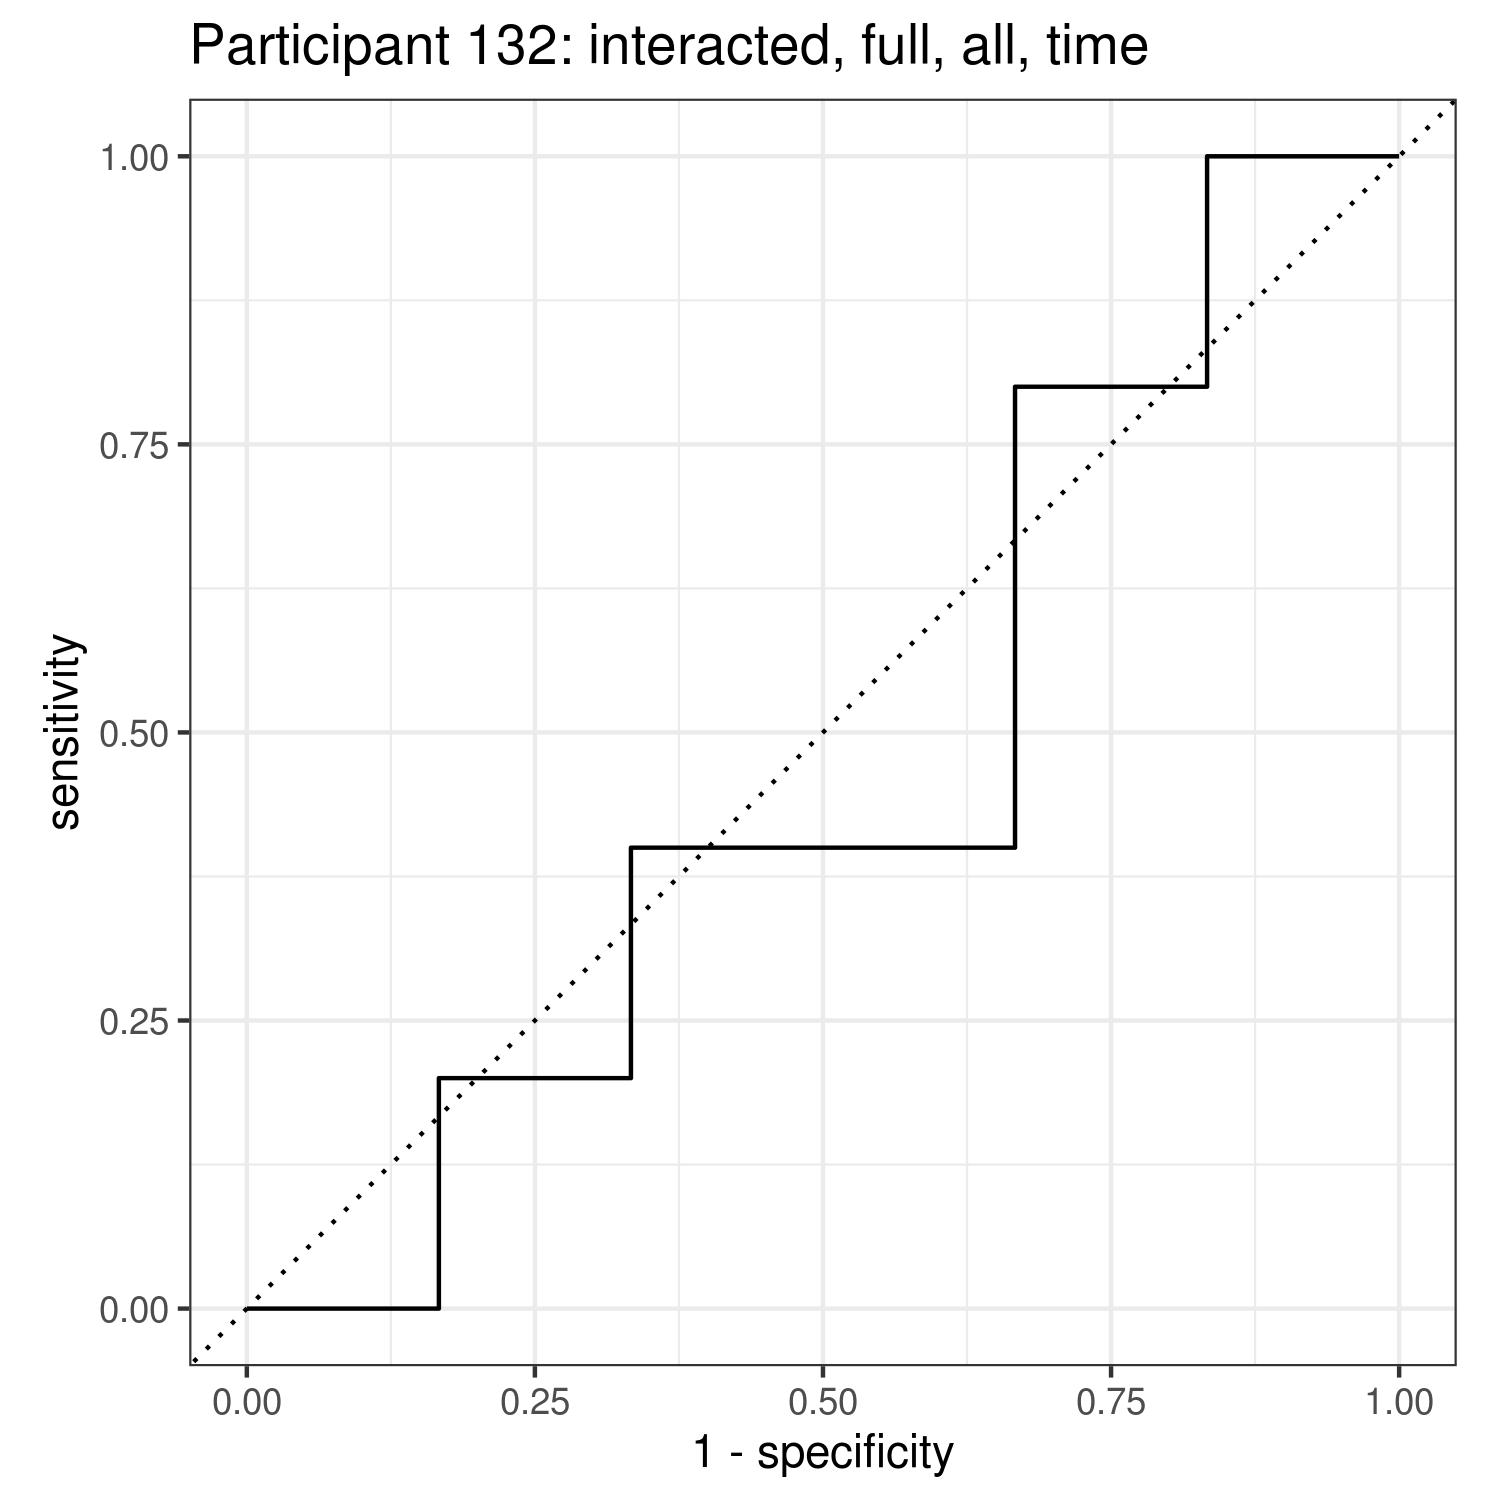 Participant 132: interacted, full, all, time
1.00
0.75
0.50
0.25
0.00
sensitivity
0.00 0.25 0.50 0.75 1.00
1 - specificity